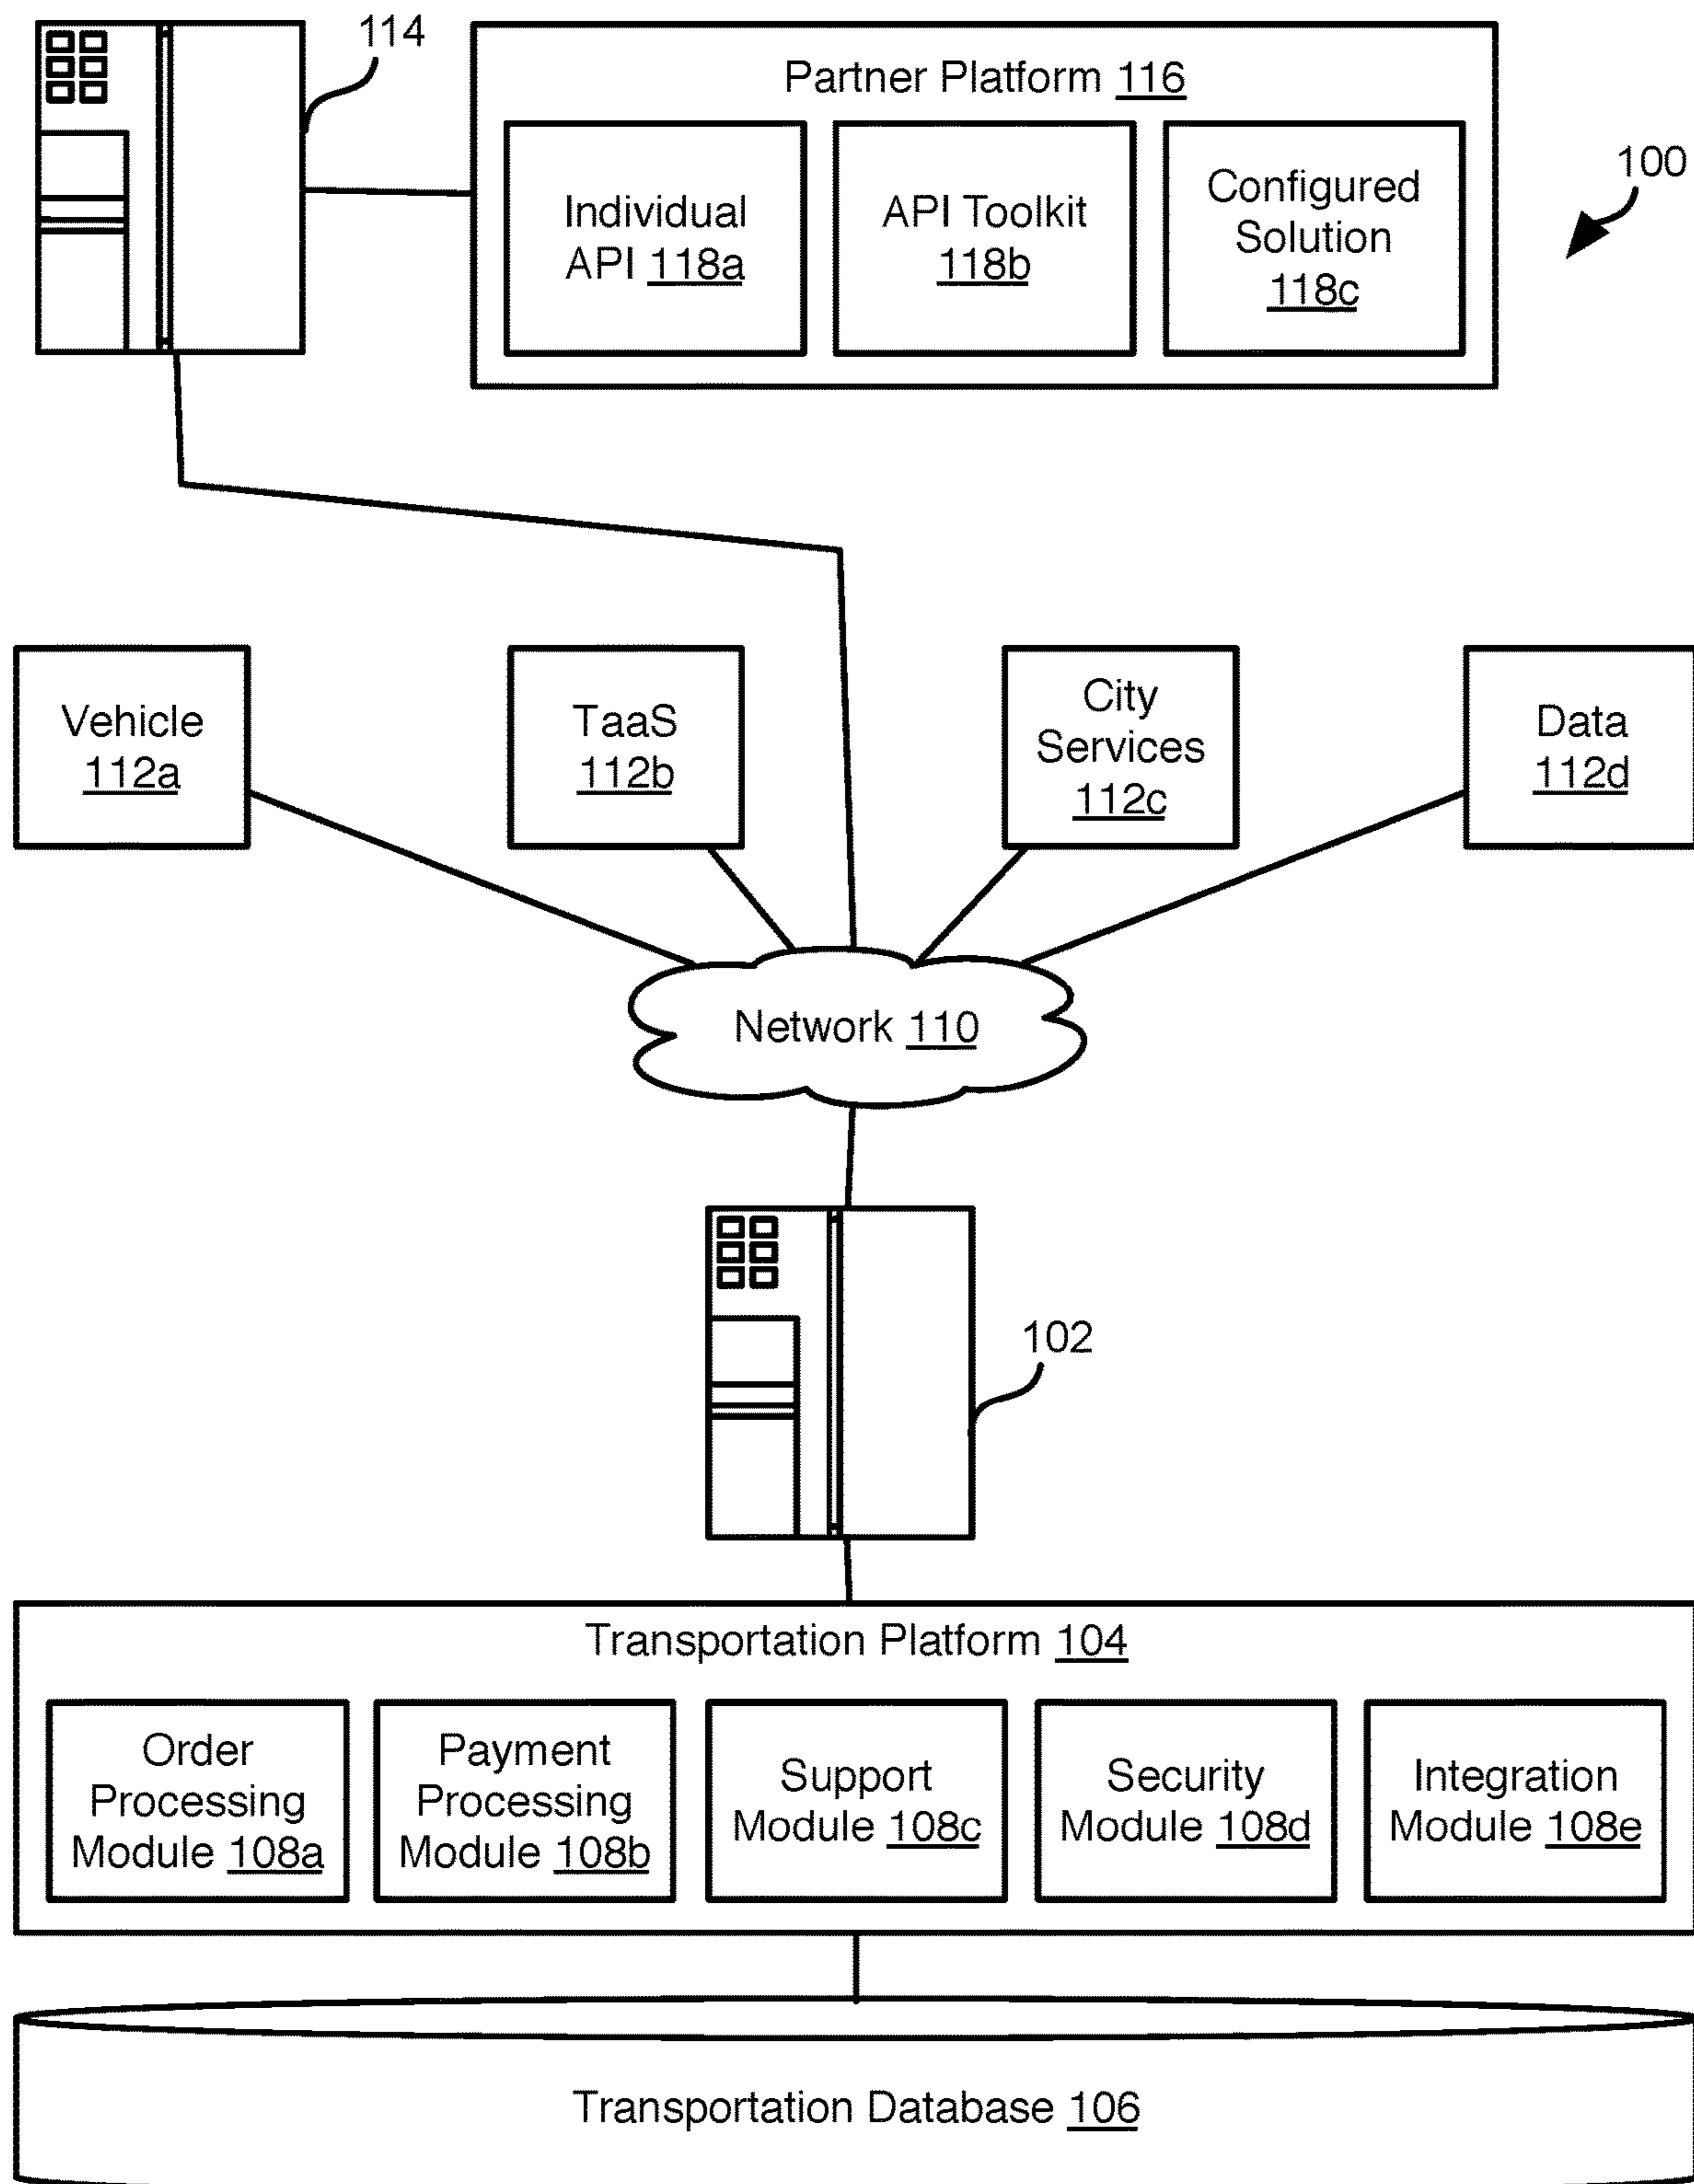 114
Partner Platform 116
100
Individual
API 118a
API Toolkit
118b
Configured
Solution
118c
Vehicle
112a
TaaS
112b
City
Services
112c
Data
112d
Network 110
102
Transportation Platform 104
Order
Processing
Module 108a
Payment
Processing
Module 108b
Support
Module 108c
Security
Module 108d
Integration
Module 108e
Transportation Database 106